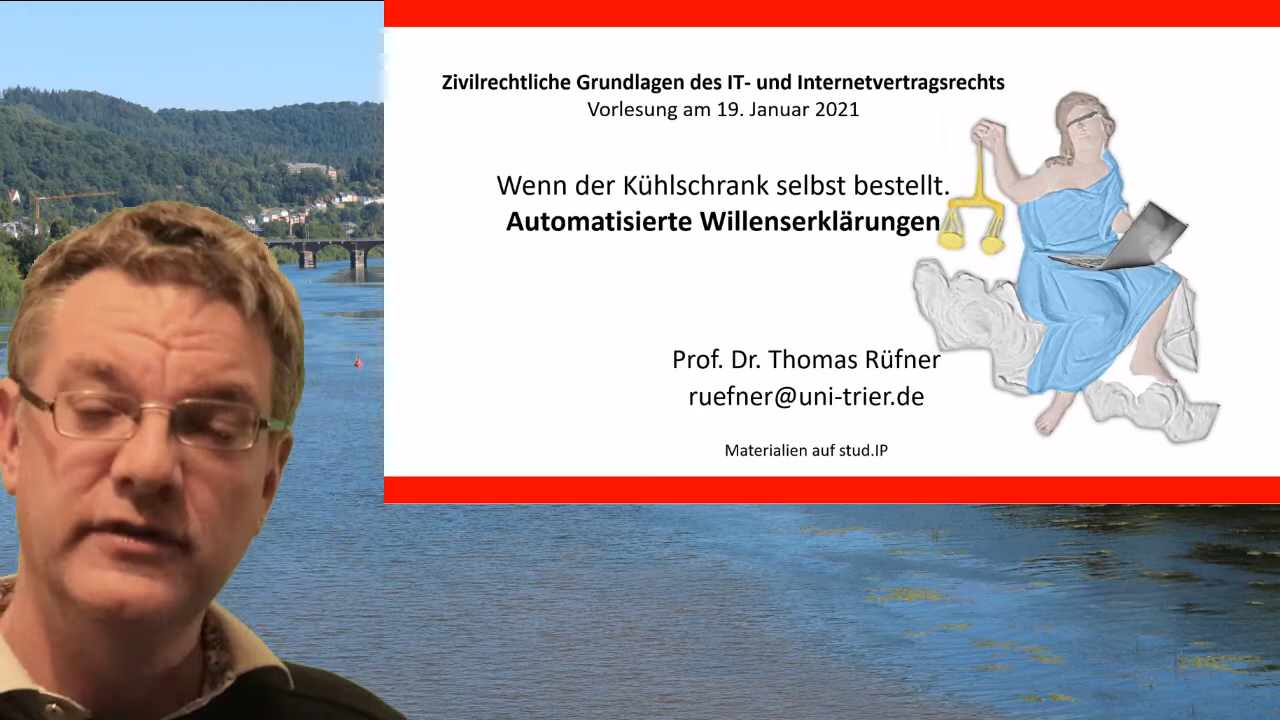 Zivilrechtliche Grundlagen des IT- und Internetvertragsrechts
Vorlesung am 19. Januar 2021
Wenn der Kühlschrank selbst bestellt.
Automatisierte Willenserklärungen
Prof. Dr. Thomas Rüfner
ruefner@uni-trier.de
Materialien auf stud.IP